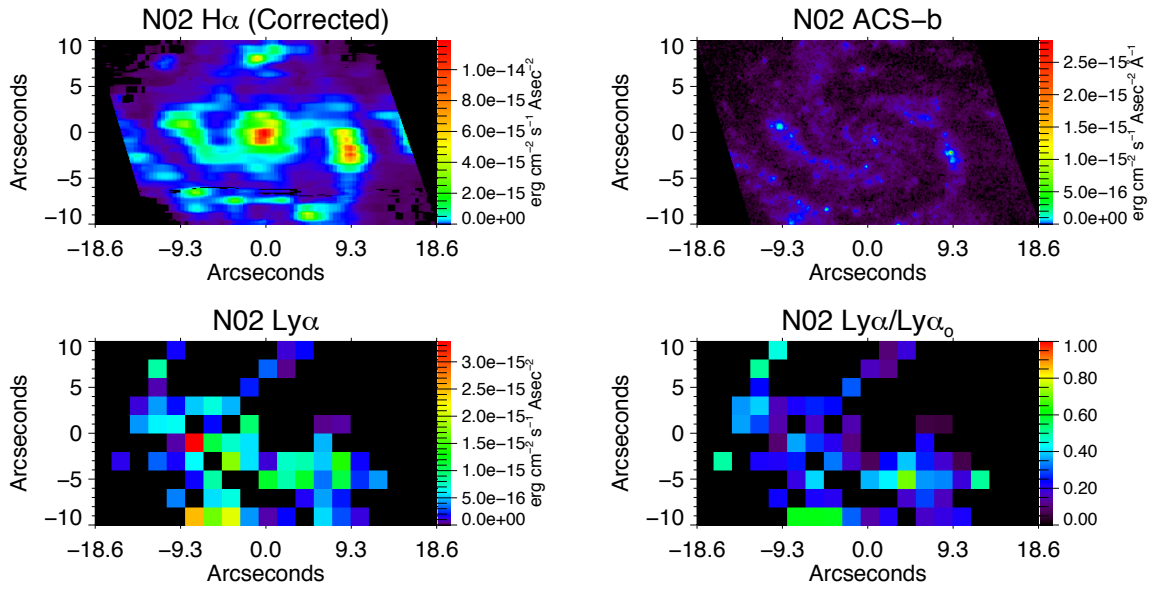 N02 Hα (Corrected)
10
5
0
−5
−10
Arcseconds
−18.6 −9.3 0.0 9.3 18.6
Arcseconds
1.0e−14
8.0e−15
6.0e−15
4.0e−15
2.0e−15
0.0e+00
erg cm−2 s−1 Asec−2
N02 ACS−b
10
5
0
−5
−10
Arcseconds
−18.6 −9.3 0.0 9.3 18.6
Arcseconds
2.5e−15
2.0e−15
1.5e−15
1.0e−15
5.0e−16
0.0e+00
erg cm−2 s−1 Asec−2 Å−1
N02 Lyα
10
5
0
−5
−10
Arcseconds
−18.6 −9.3 0.0 9.3 18.6
Arcseconds
3.0e−15
2.5e−15
2.0e−15
1.5e−15
1.0e−15
5.0e−16
0.0e+00
erg cm−2 s−1 Asec−2
N02 Lyα/Lyαo
10
5
0
−5
−10
Arcseconds
−18.6 −9.3 0.0 9.3 18.6
Arcseconds
1.00
0.80
0.60
0.40
0.20
0.00